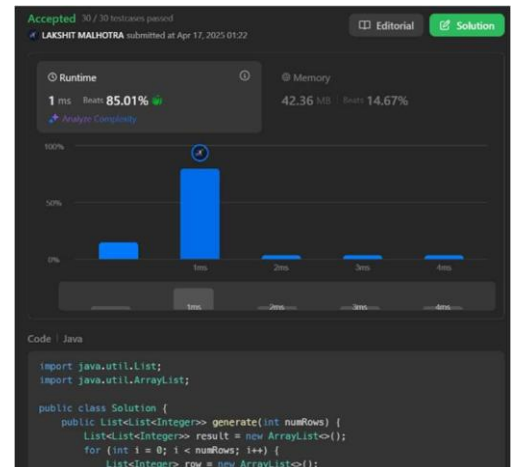 Accepted 30 / 30 testcases passed
LAKSHIT MALHOTRA submitted at Apr 17, 2025 01:22
Editorial
Solution
Runtime
1 ms Beats 85.01%
Analyze Complexity
Memory
42.36 MB Beats 14.67%
100%
50%
0%
1ms 2ms 3ms 4ms
1ms 2ms 3ms 4ms
Code | Java
import java.util.List;
import java.util.ArrayList;
public class Solution {
public List<List<Integer>> generate(int numRows) {
List<List<Integer>> result = new ArrayList<>();
for (int i = 0; i < numRows; i++) {
List<Integer> row = new ArrayList<>();